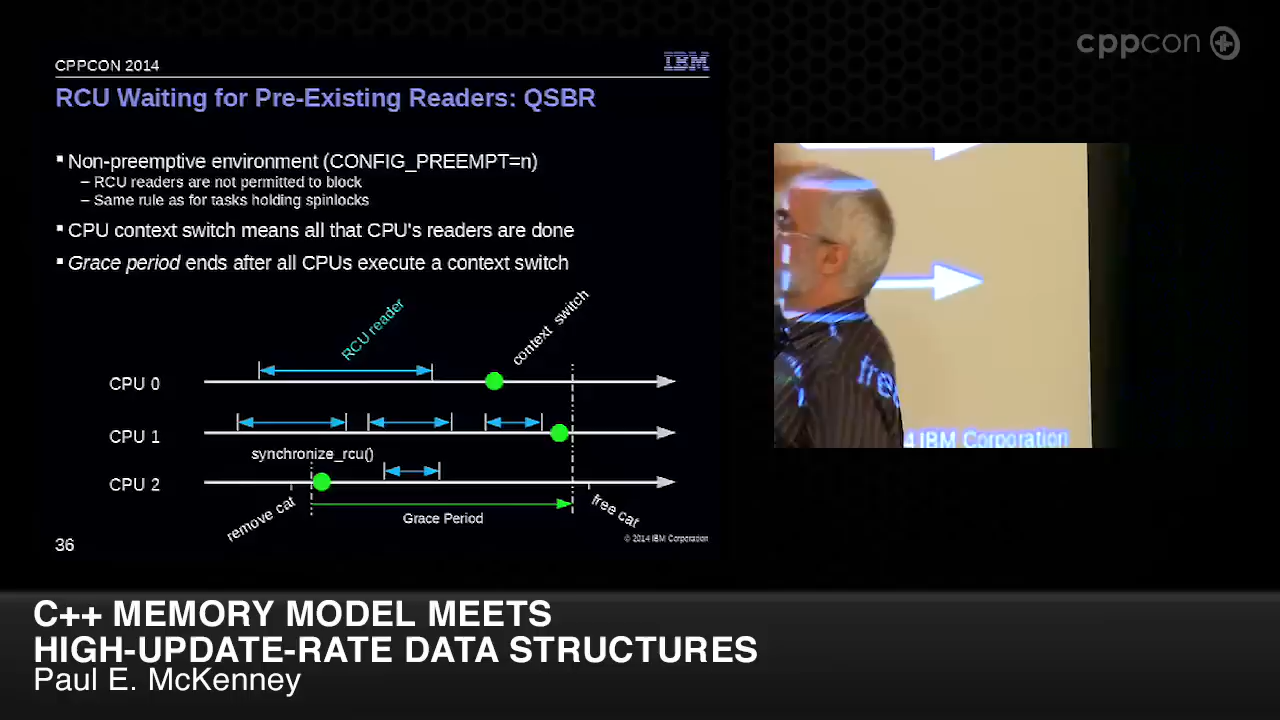 cppcon
CPPCON 2014
IBM
RCU Waiting for Pre-Existing Readers: QSBR
▪ Non-preemptive environment (CONFIG_PREEMPT=n)
– RCU readers are not permitted to block
– Same rule as for tasks holding spinlocks
▪ CPU context switch means all that CPU's readers are done
▪ Grace period ends after all CPUs execute a context switch
RCU reader
context switch
CPU 0
CPU 1
synchronize_rcu()
CPU 2
remove cat
Grace Period
free cat
36
© 2014 IBM Corporation
free
4 IBM Corporation
C++ MEMORY MODEL MEETS
HIGH-UPDATE-RATE DATA STRUCTURES
Paul E. McKenney